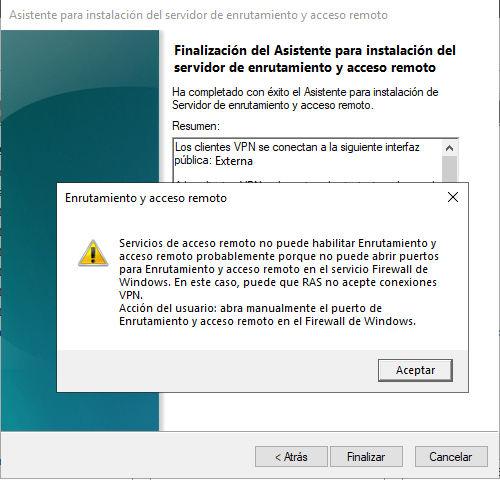 Asistente para instalación del servidor de enrutamiento y acceso remoto
Finalización del Asistente para instalación del
servidor de enrutamiento y acceso remoto
Ha completado con éxito el Asistente para instalación de
Servidor de enrutamiento y acceso remoto.
Resumen:
Los clientes VPN se conectan a la siguiente interfaz
pública: Externa
Enrutamiento y acceso remoto
Servicios de acceso remoto no puede habilitar Enrutamiento y
acceso remoto probablemente porque no puede abrir puertos
para Enrutamiento y acceso remoto en el servicio Firewall de
Windows. En este caso, puede que RAS no acepte conexiones
VPN.
Acción del usuario: abra manualmente el puerto de
Enrutamiento y acceso remoto en el Firewall de Windows.
Aceptar
< Atrás
Finalizar
Cancelar